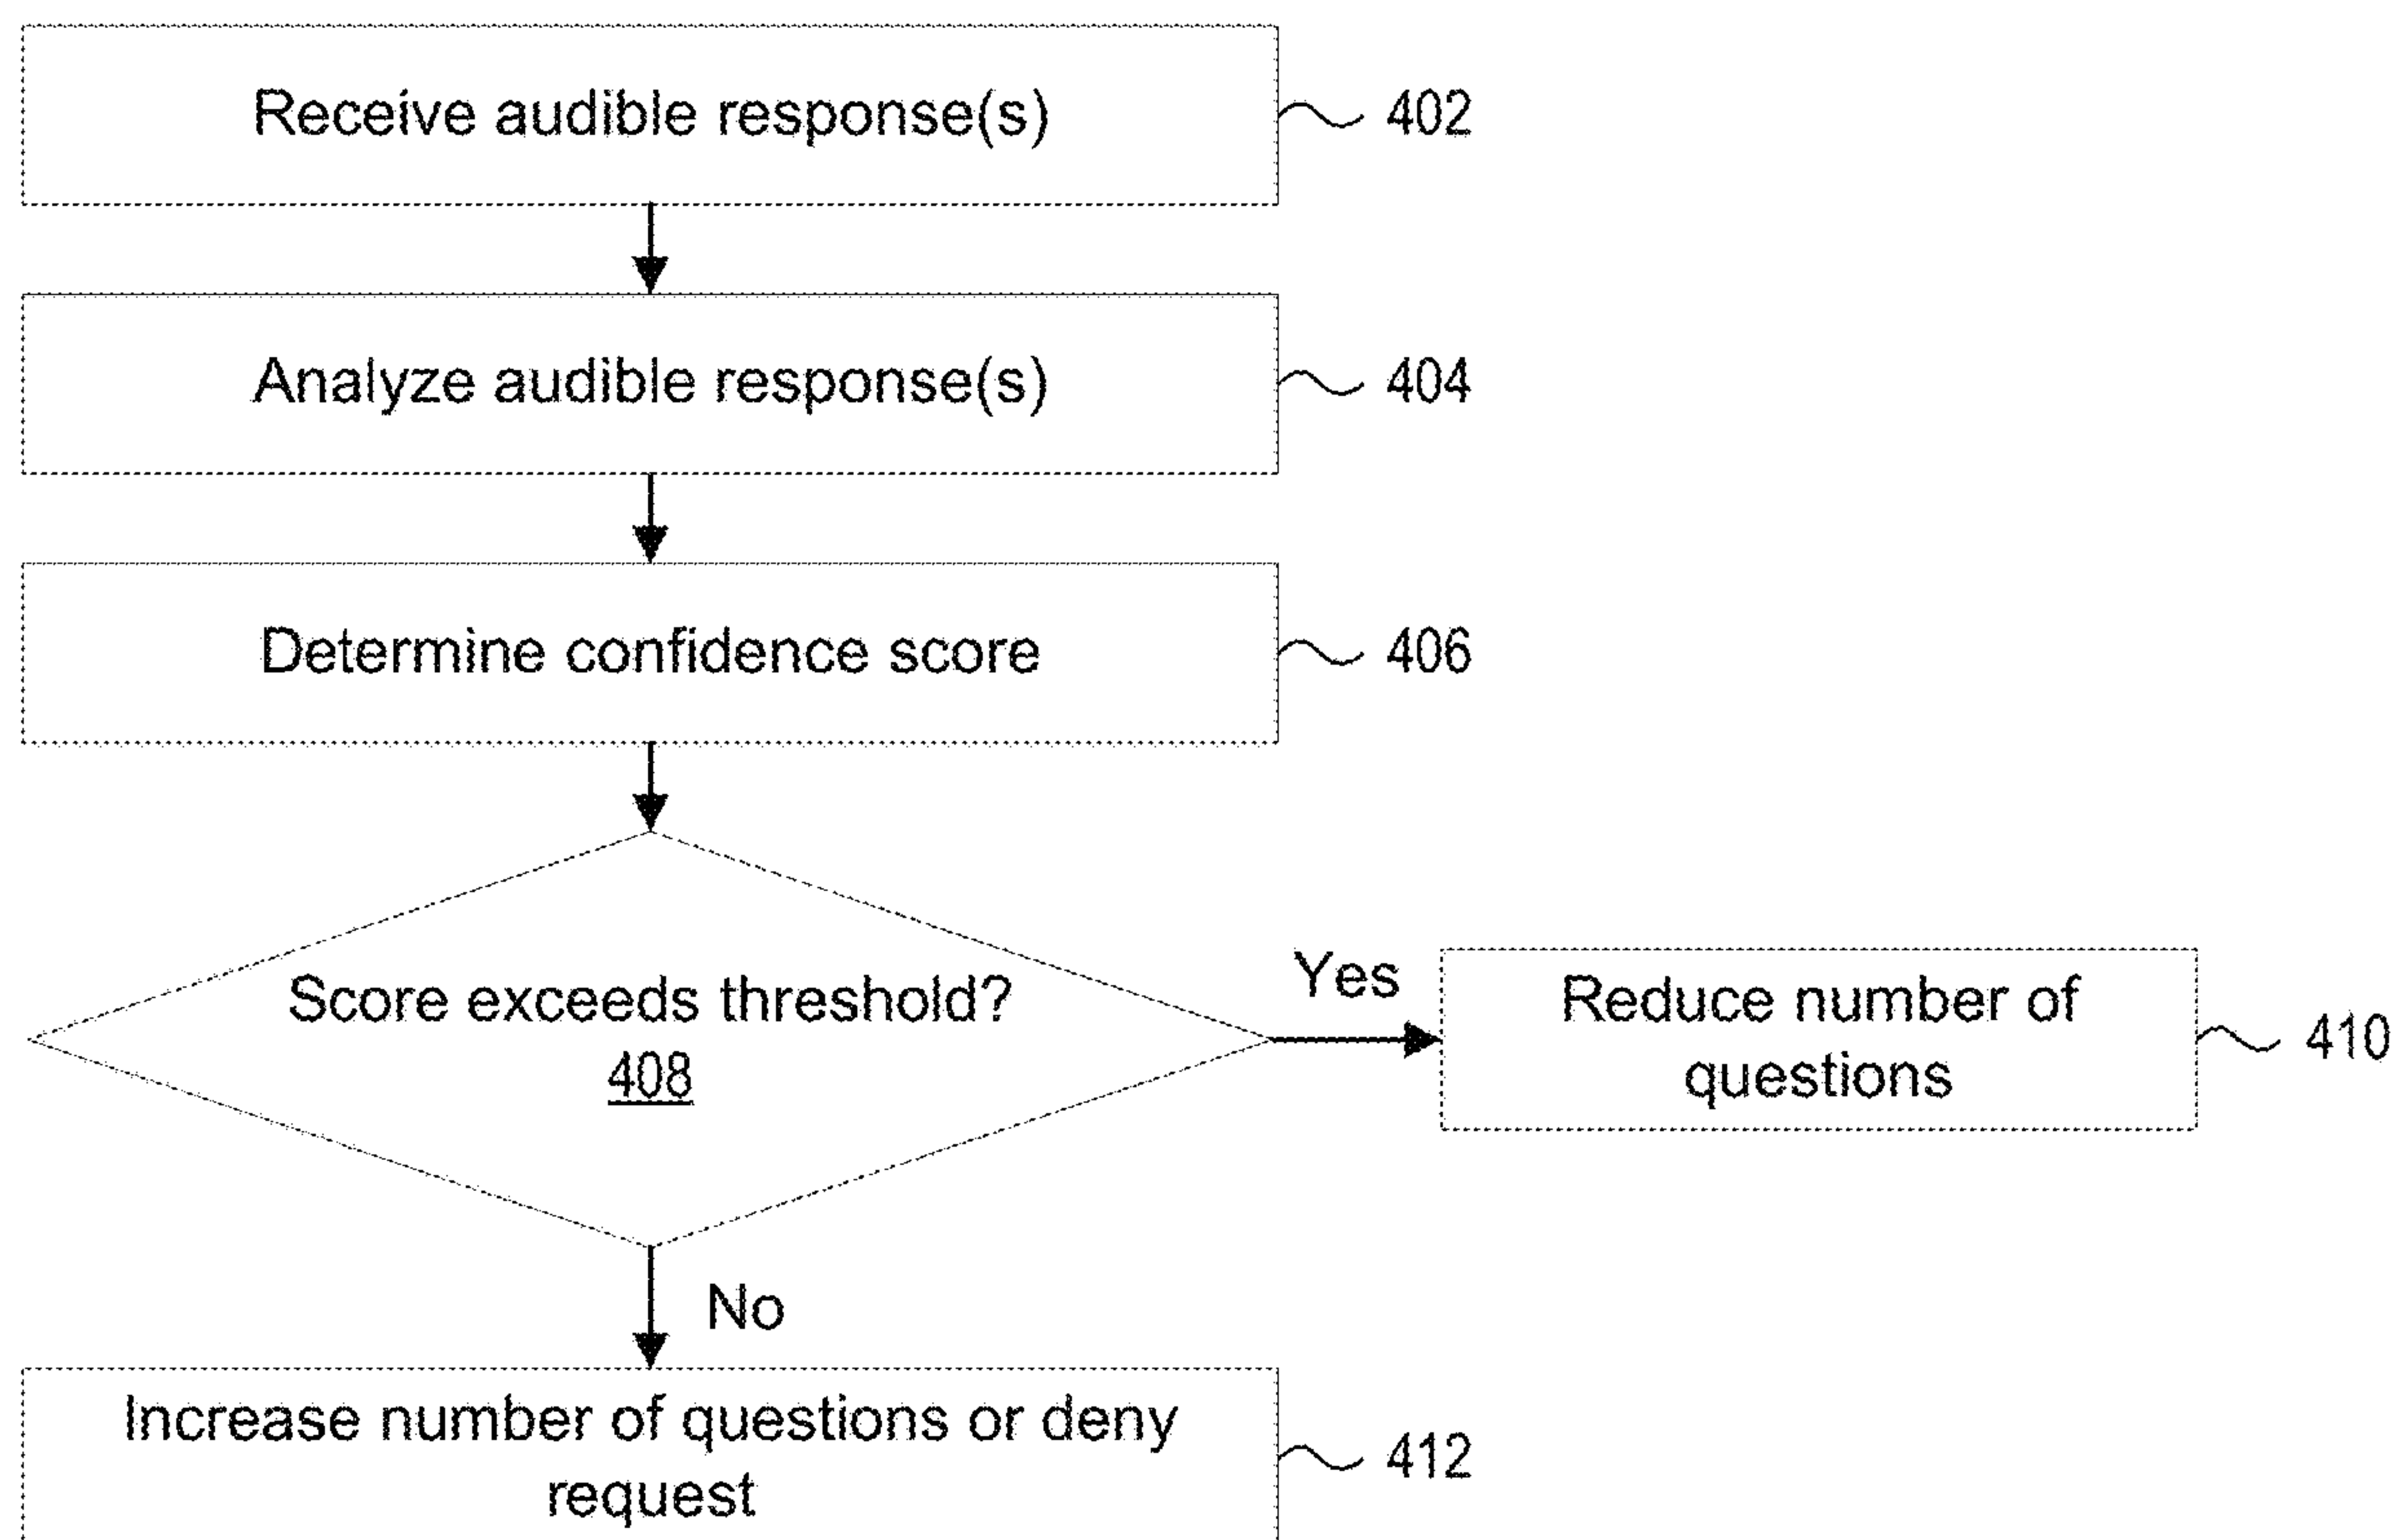 Receive audible response(s)
402
Analyze audible response(s)
404
Determine confidence score
406
Score exceeds threshold?
408
Yes
Reduce number of
questions
410
No
Increase number of questions or deny
request
412